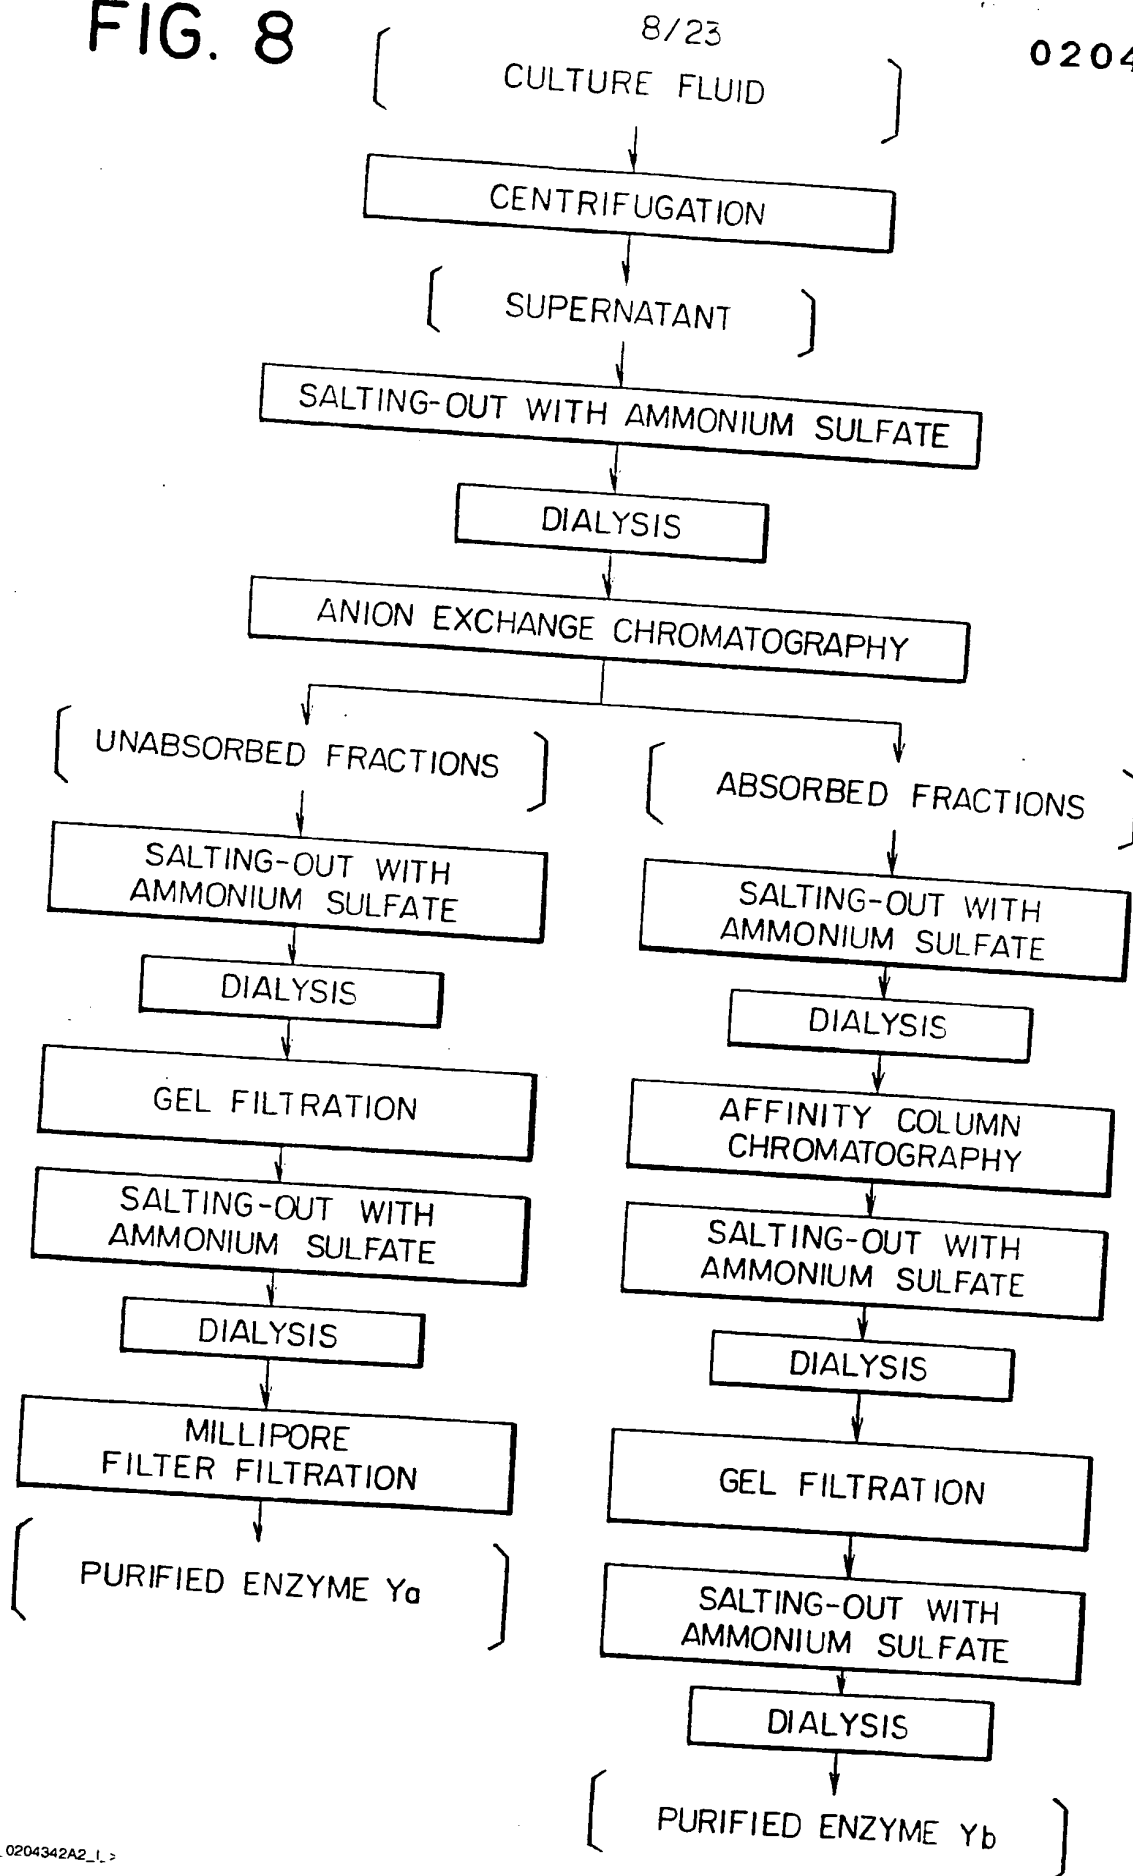 FIG. 8
8/23
0204
CULTURE FLUID
CENTRIFUGATION
SUPERNATANT
SALTING-OUT WITH AMMONIUM SULFATE
DIALYSIS
ANION EXCHANGE CHROMATOGRAPHY
UNABSORBED FRACTIONS
SALTING-OUT WITH
AMMONIUM SULFATE
DIALYSIS
GEL FILTRATION
SALTING-OUT WITH
AMMONIUM SULFATE
DIALYSIS
MILLIPORE
FILTER FILTRATION
PURIFIED ENZYME Ya
ABSORBED FRACTIONS
SALTING-OUT WITH
AMMONIUM SULFATE
DIALYSIS
AFFINITY COLUMN
CHROMATOGRAPHY
SALTING-OUT WITH
AMMONIUM SULFATE
DIALYSIS
GEL FILTRATION
SALTING-OUT WITH
AMMONIUM SULFATE
DIALYSIS
PURIFIED ENZYME Yb
0204342A2_I_>